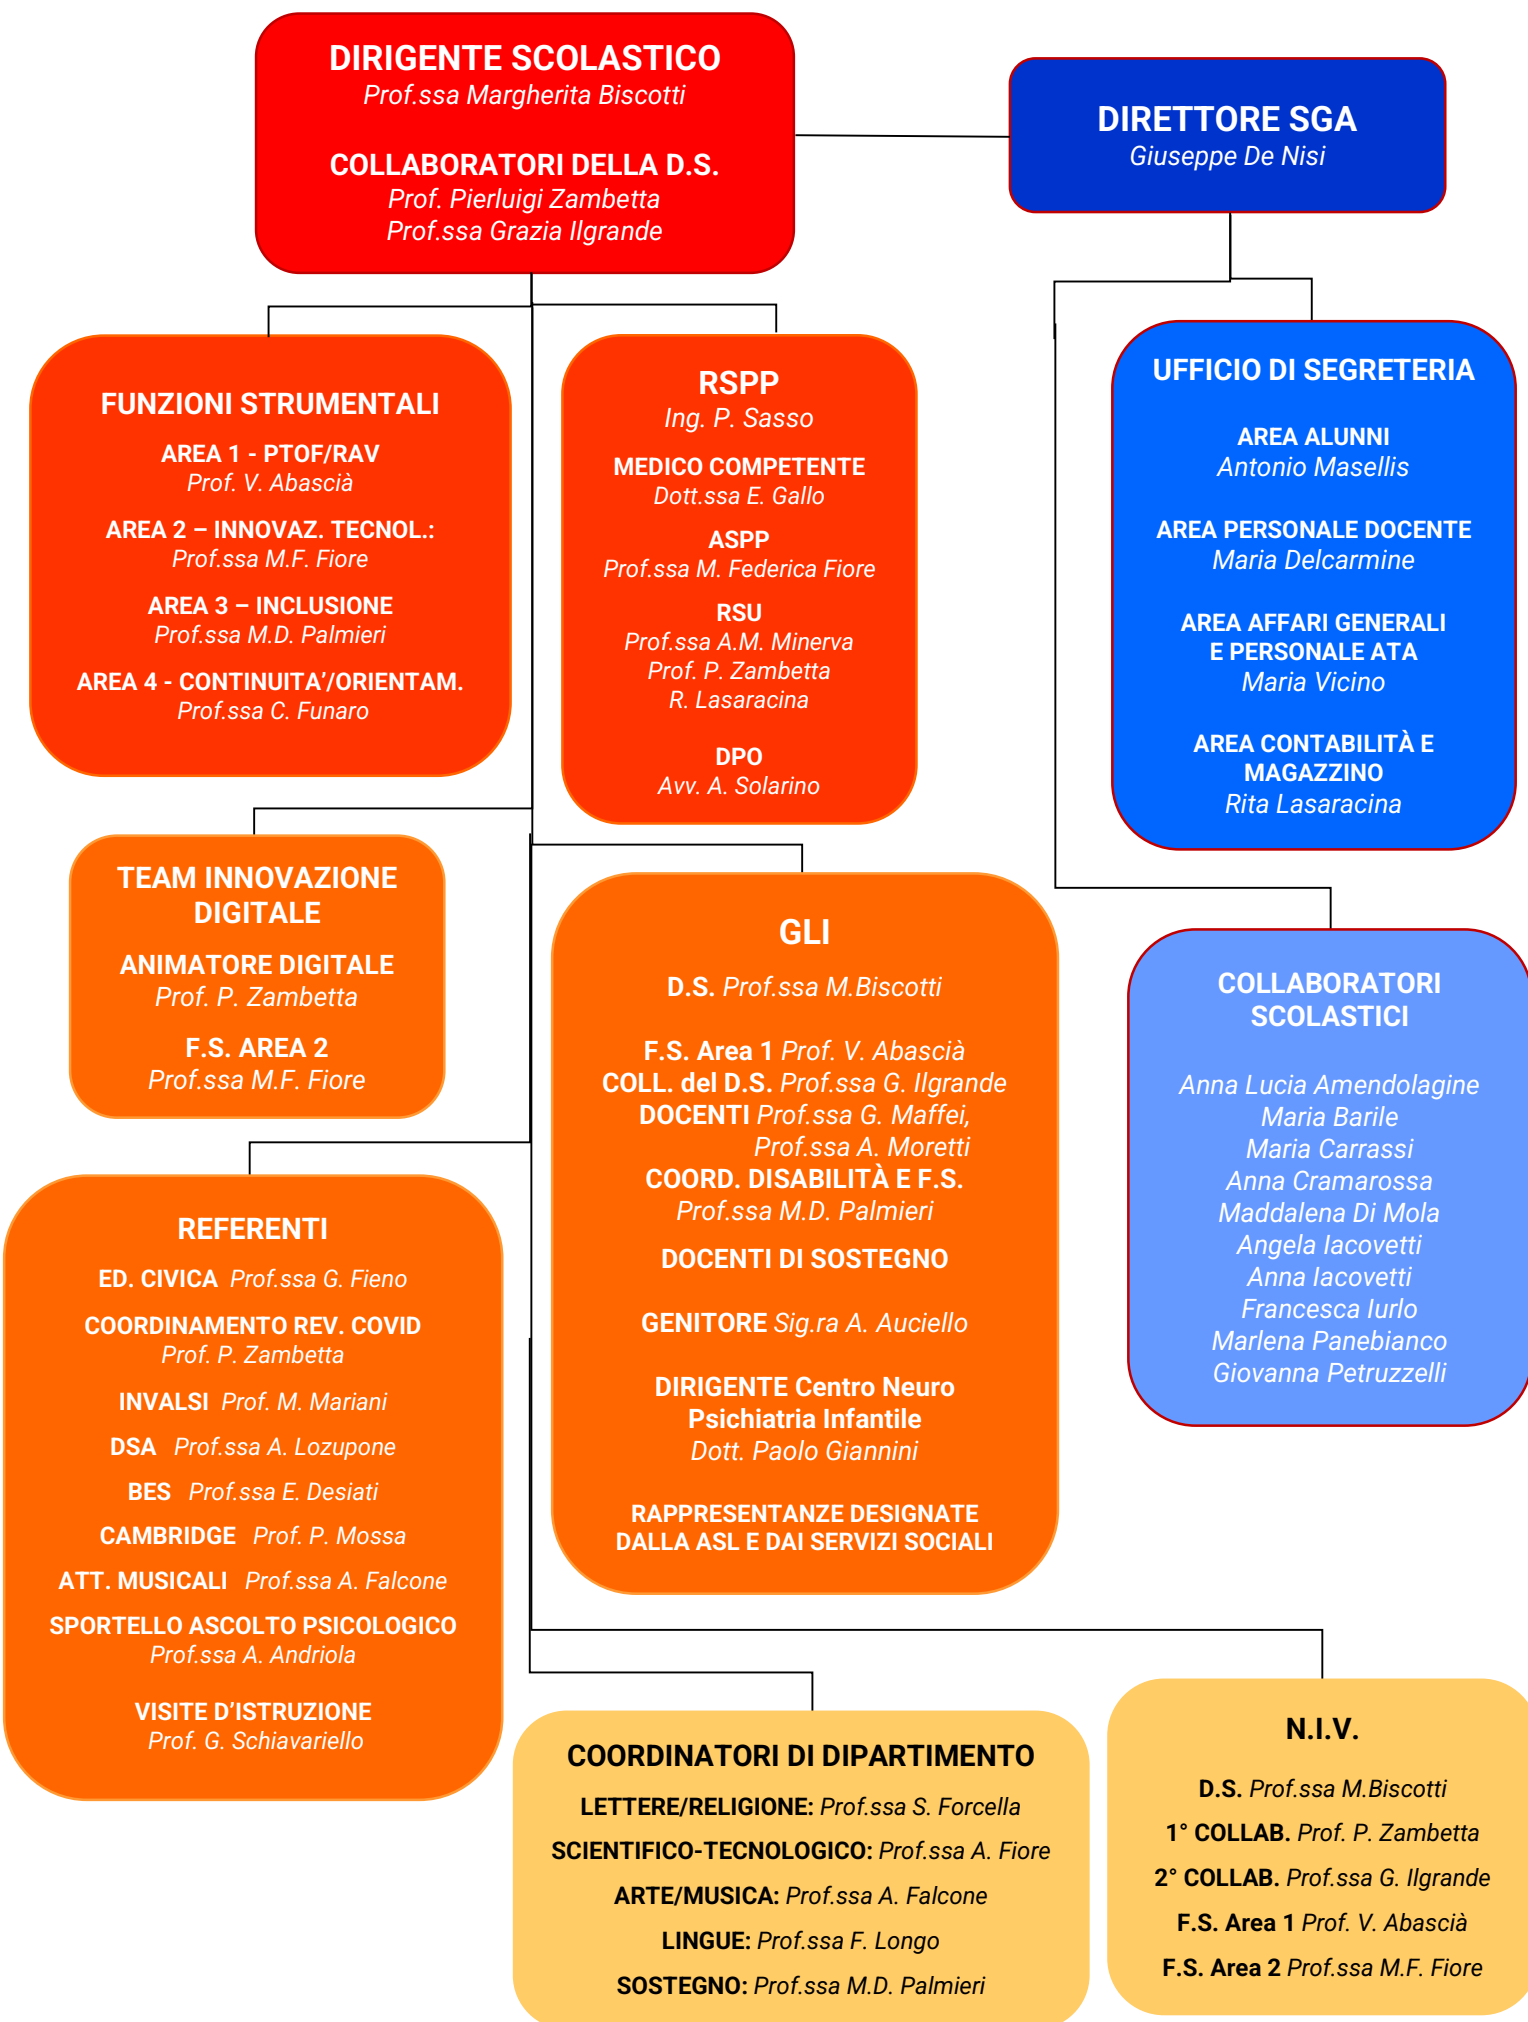 DIRIGENTE SCOLASTICO
Prof.ssa Margherita Biscotti
COLLABORATORI DELLA D.S.
Prof. Pierluigi Zambetta
Prof.ssa Grazia Ilgrande
DIRETTORE SGA
Giuseppe De Nisi
FUNZIONI STRUMENTALI
AREA 1 - PTOF/RAV
Prof. V. Abascià
AREA 2 – INNOVAZ. TECNOL.:
Prof.ssa M.F. Fiore
AREA 3 – INCLUSIONE
Prof.ssa M.D. Palmieri
AREA 4 - CONTINUITA’/ORIENTAM.
Prof.ssa C. Funaro
RSPP
Ing. P. Sasso
MEDICO COMPETENTE
Dott.ssa E. Gallo
ASPP
Prof.ssa M. Federica Fiore
RSU
Prof.ssa A.M. Minerva
Prof. P. Zambetta
R. Lasaracina
DPO
Avv. A. Solarino
UFFICIO DI SEGRETERIA
AREA ALUNNI
Antonio Masellis
AREA PERSONALE DOCENTE
Maria Delcarmine
AREA AFFARI GENERALI
E PERSONALE ATA
Maria Vicino
AREA CONTABILITÀ E
MAGAZZINO
Rita Lasaracina
TEAM INNOVAZIONE
DIGITALE
ANIMATORE DIGITALE
Prof. P. Zambetta
F.S. AREA 2
Prof.ssa M.F. Fiore
GLI
D.S. Prof.ssa M.Biscotti
F.S. Area 1 Prof. V. Abascià
COLL. del D.S. Prof.ssa G. Ilgrande
DOCENTI Prof.ssa G. Maffei,
Prof.ssa A. Moretti
COORD. DISABILITÀ E F.S.
Prof.ssa M.D. Palmieri
DOCENTI DI SOSTEGNO
GENITORE Sig.ra A. Auciello
DIRIGENTE Centro Neuro
Psichiatria Infantile
Dott. Paolo Giannini
RAPPRESENTANZE DESIGNATE
DALLA ASL E DAI SERVIZI SOCIALI
COLLABORATORI
SCOLASTICI
Anna Lucia Amendolagine
Maria Barile
Maria Carrassi
Anna Cramarossa
Maddalena Di Mola
Angela Iacovetti
Anna Iacovetti
Francesca Iurlo
Marlena Panebianco
Giovanna Petruzzelli
REFERENTI
ED. CIVICA Prof.ssa G. Fieno
COORDINAMENTO REV. COVID
Prof. P. Zambetta
INVALSI Prof. M. Mariani
DSA Prof.ssa A. Lozupone
BES Prof.ssa E. Desiati
CAMBRIDGE Prof. P. Mossa
ATT. MUSICALI Prof.ssa A. Falcone
SPORTELLO ASCOLTO PSICOLOGICO
Prof.ssa A. Andriola
VISITE D’ISTRUZIONE
Prof. G. Schiavariello
COORDINATORI DI DIPARTIMENTO
LETTERE/RELIGIONE: Prof.ssa S. Forcella
SCIENTIFICO-TECNOLOGICO: Prof.ssa A. Fiore
ARTE/MUSICA: Prof.ssa A. Falcone
LINGUE: Prof.ssa F. Longo
SOSTEGNO: Prof.ssa M.D. Palmieri
N.I.V.
D.S. Prof.ssa M.Biscotti
1° COLLAB. Prof. P. Zambetta
2° COLLAB. Prof.ssa G. Ilgrande
F.S. Area 1 Prof. V. Abascià
F.S. Area 2 Prof.ssa M.F. Fiore